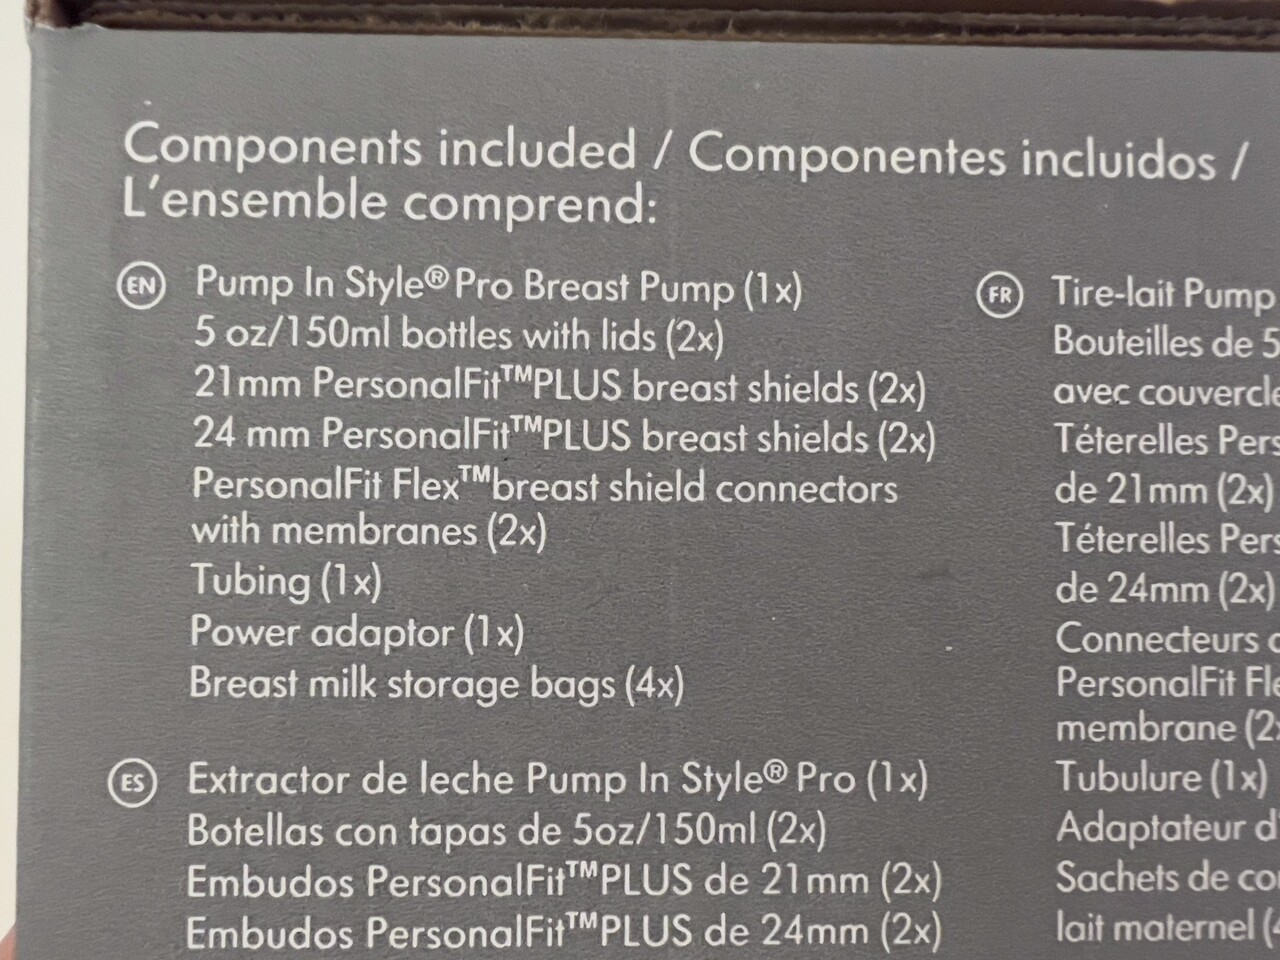 Components included / Componentes incluidos /
L'ensemble comprend:
EN
Pump In Style® Pro Breast Pump (1x)
5 oz/150ml bottles with lids (2x)
21mm PersonalFit™PLUS breast shields (2x)
24 mm PersonalFit™PLUS breast shields (2x)
PersonalFit Flex™breast shield connectors
with membranes (2x)
Tubing (1x)
Power adaptor (1x)
Breast milk storage bags (4x)
ES
Extractor de leche Pump In Style® Pro (1x)
Botellas con tapas de 5oz/150ml (2x)
Embudos PersonalFit™PLUS de 21mm (2x)
Embudos PersonalFit™PLUS de 24mm (2x)
FR
Tire-lait Pump
Bouteilles de 5
avec
Téterelles
de 21mm (2x)
Téterelles
de 24mm (2x)
Connecteurs
PersonalFit
membrane
Tubulure (1x)
Adaptateur
Sachets de
lait maternel